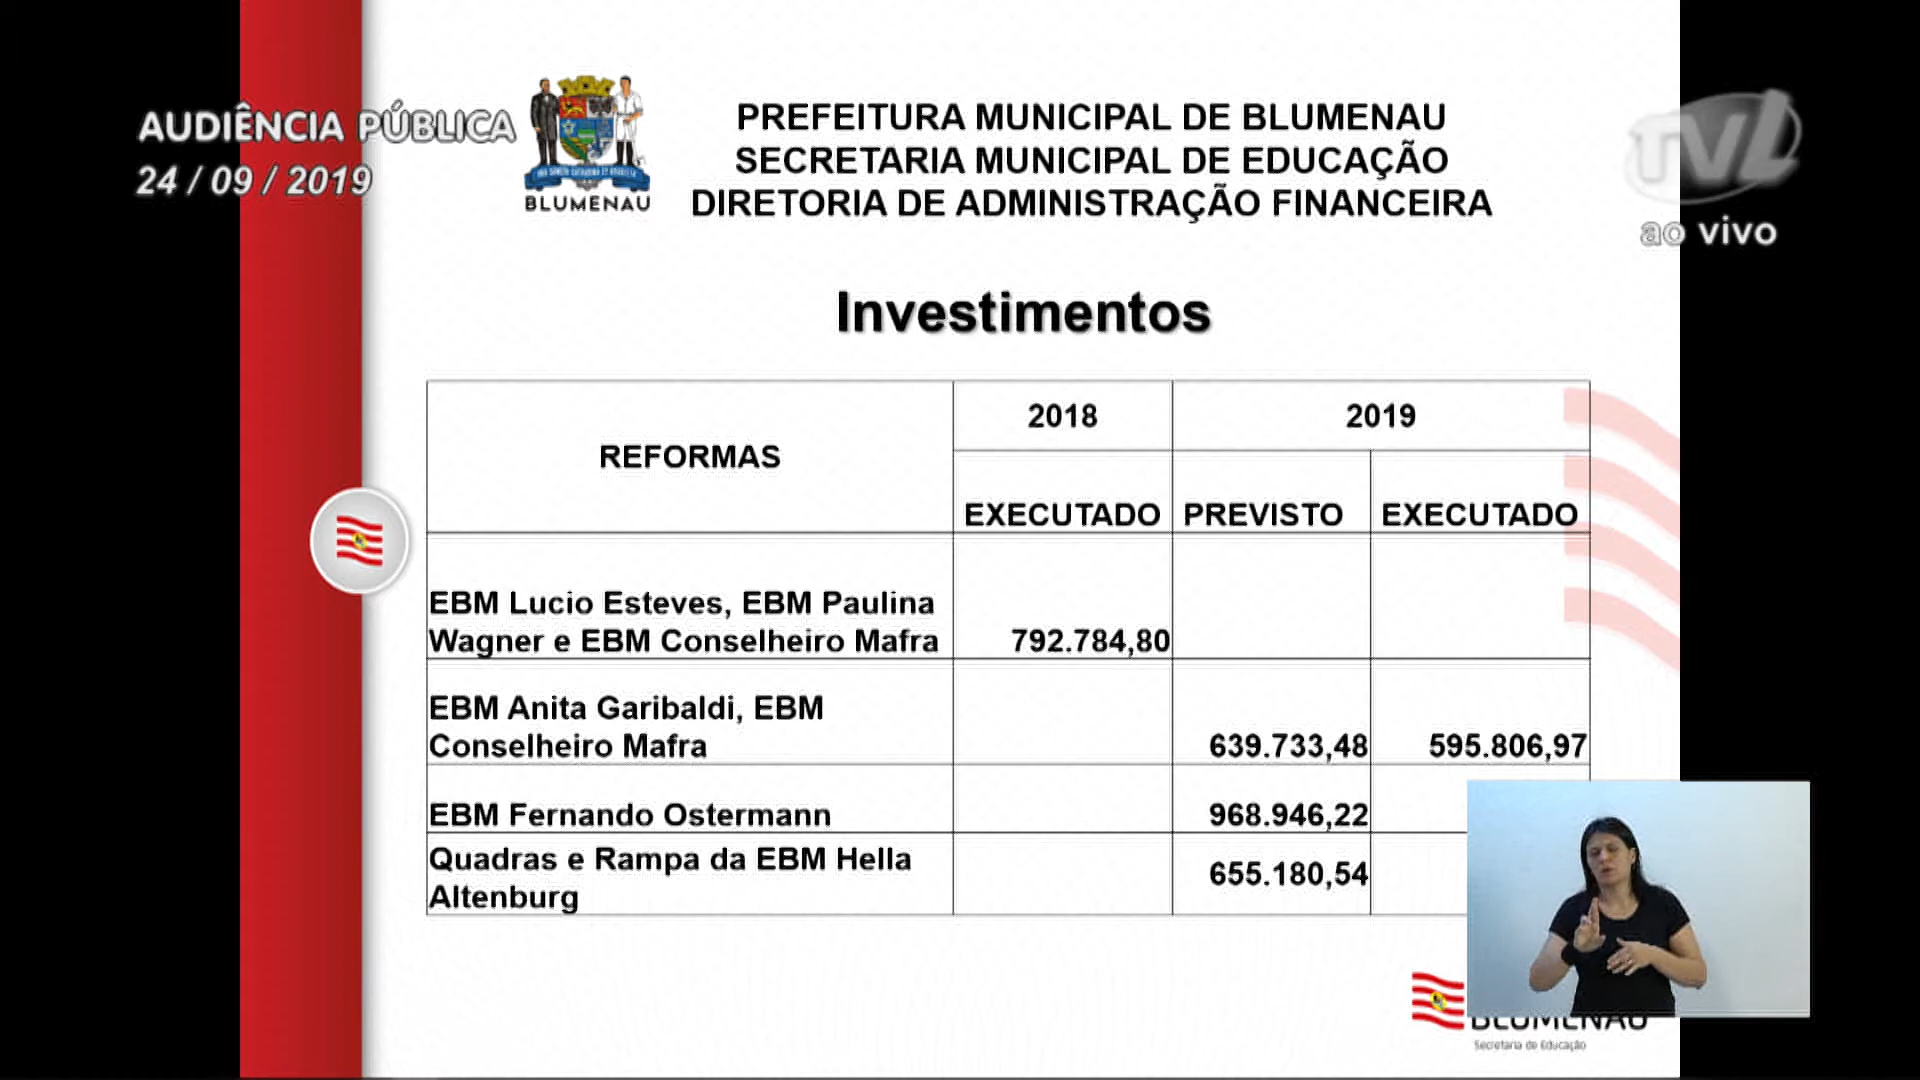 AUDIÊNCIA PÚBLICA
24 / 09 / 2019
BLUMENAU
PREFEITURA MUNICIPAL DE BLUMENAU
SECRETARIA MUNICIPAL DE EDUCAÇÃO
DIRETORIA DE ADMINISTRAÇÃO FINANCEIRA
TVL
ao vivo
Investimentos
REFORMAS
2018
2019
EXECUTADO
PREVISTO
EXECUTADO
EBM Lucio Esteves, EBM Paulina
Wagner e EBM Conselheiro Mafra
792.784,80
EBM Anita Garibaldi, EBM
Conselheiro Mafra
639.733,48
595.806,97
EBM Fernando Ostermann
968.946,22
Quadras e Rampa da EBM Hella
Altenburg
655.180,54
BLUMENAU
Secretaria de Educação